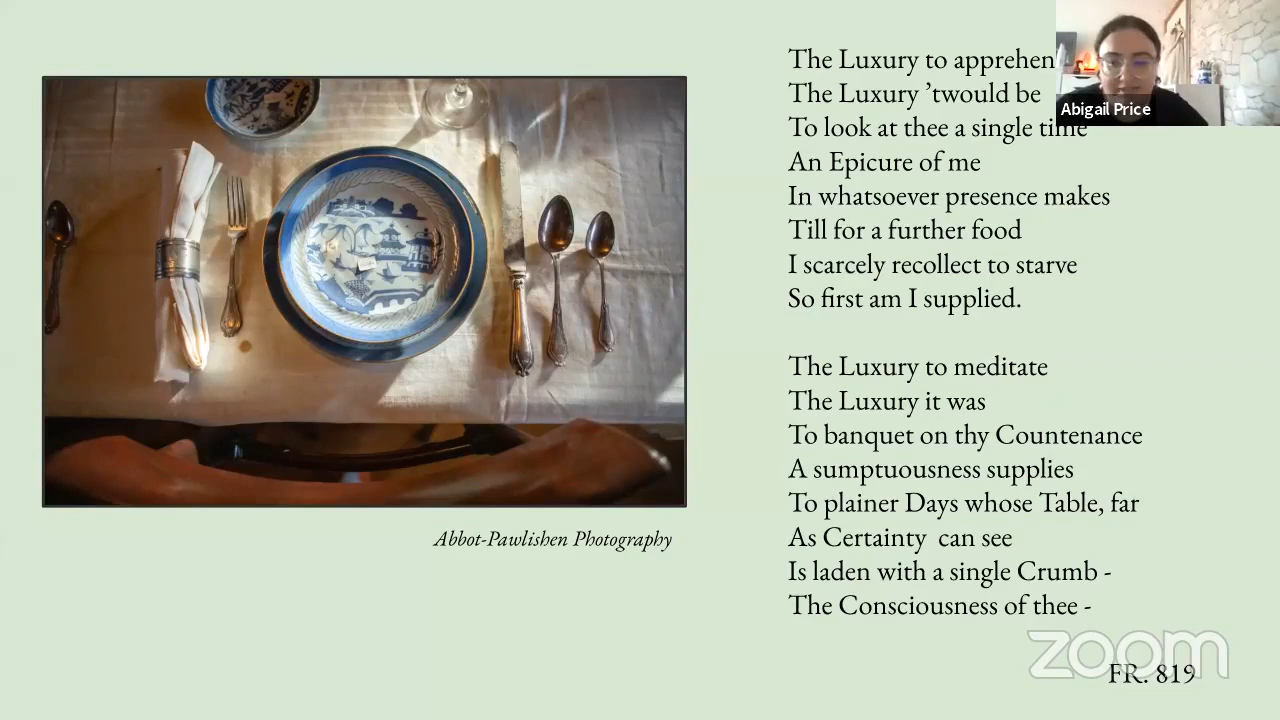 The Luxury to apprehen
The Luxury ’twould be
To look at thee a single time
An Epicure of me
In whatsoever presence makes
Till for a further food
I scarcely recollect to starve
So first am I supplied.
The Luxury to meditate
The Luxury it was
To banquet on thy Countenance
A sumptuousness supplies
To plainer Days whose Table, far
As Certainty can see
Is laden with a single Crumb -
The Consciousness of thee -
FR. 819
Abbot-Pawlishen Photography
Abigail Price
zoom